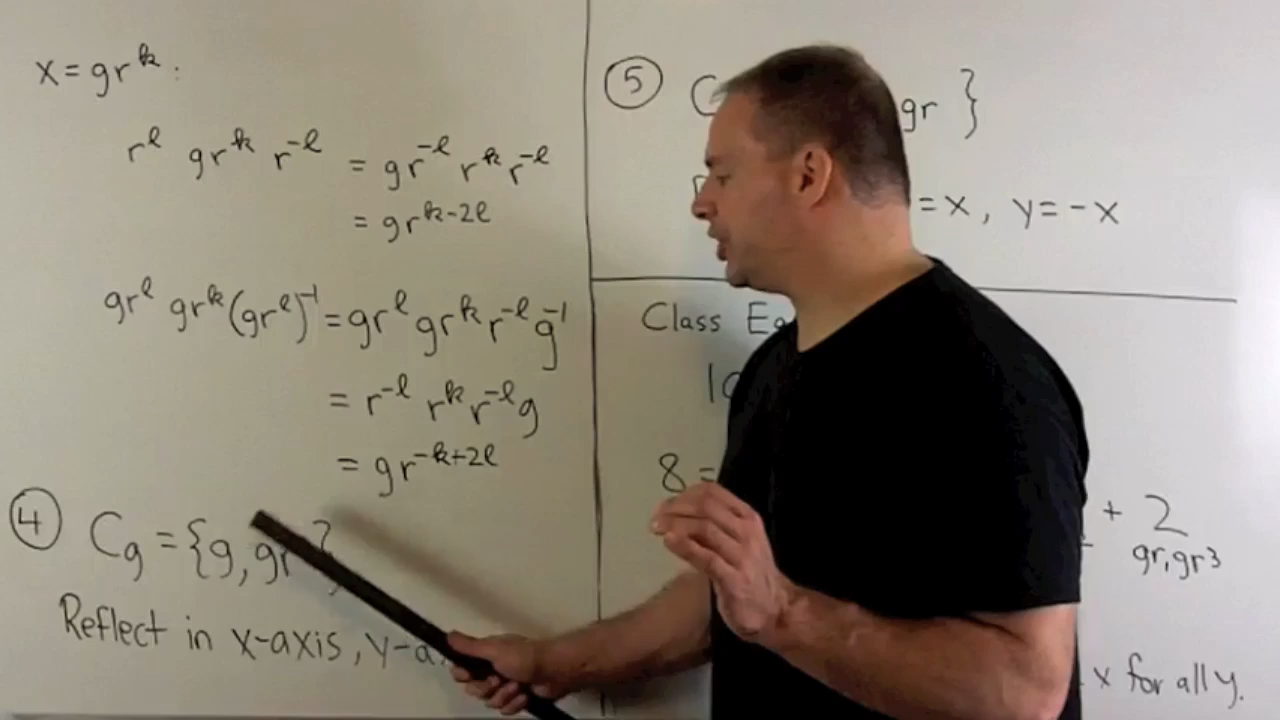 x = gr^k :
r^l gr^k r^-l = gr^-l r^k r^-l
= gr^k-2l
gr^l gr^k (gr^l)^-1 = gr^l gr^k r^-l g^-1
= r^-l r^k r^-l g
= gr^-k+2l
④ C_g = {g, gr }
Reflect in x-axis, y-a
⑤ C gr }
= x, y = -x
Class E
8 = + 2
gr, gr^3
x for all y.